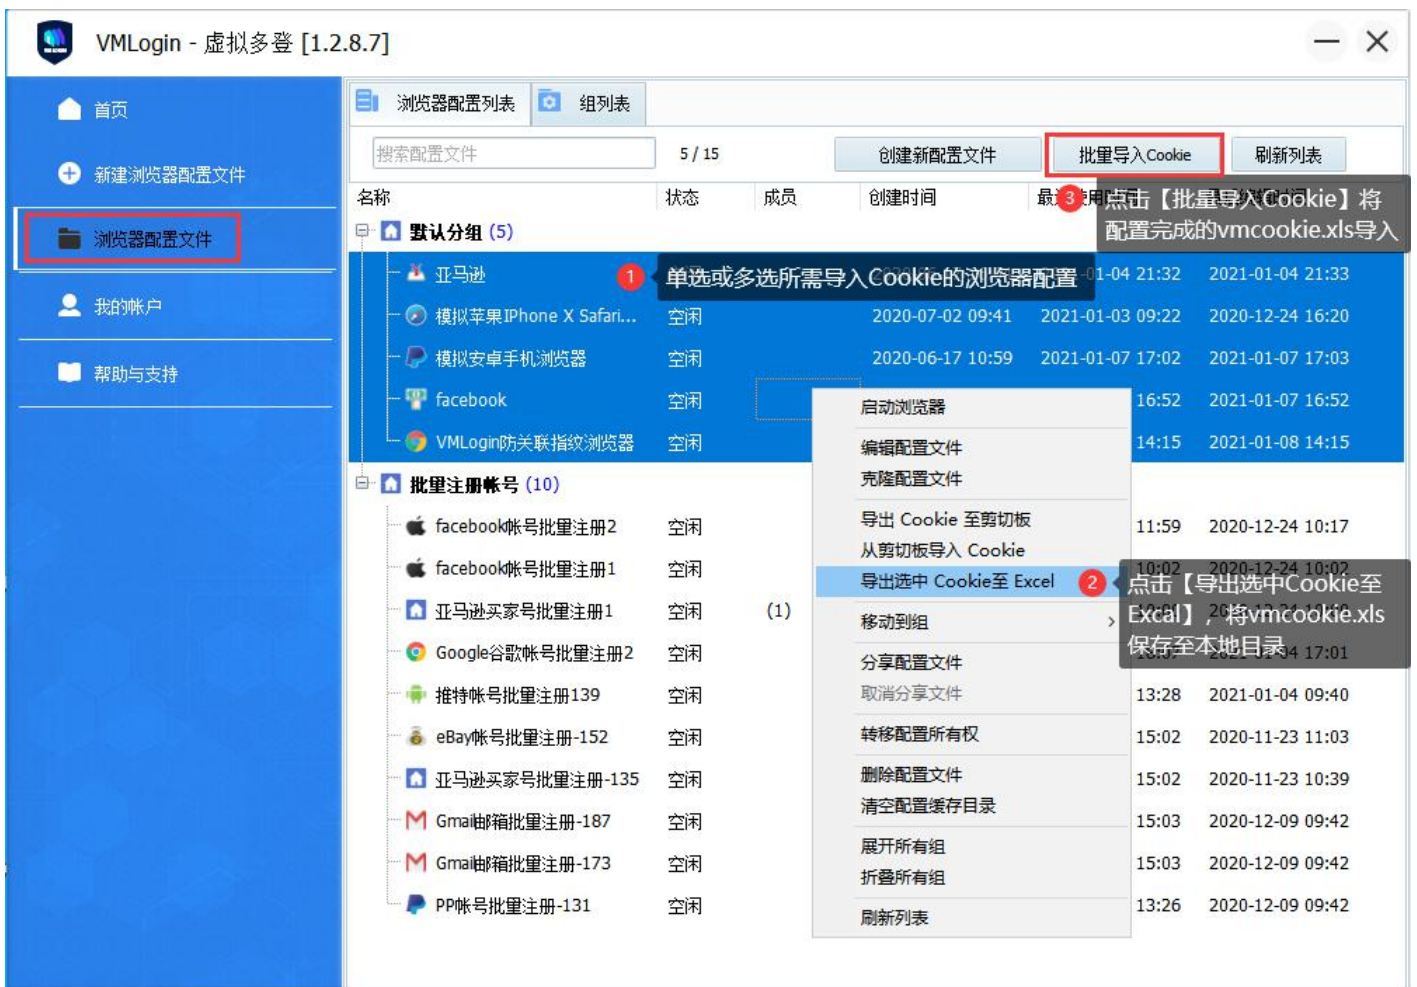 VMLogin - 虚拟多登 [1.2.8.7]
首页
新建浏览器配置文件
浏览器配置文件
我的帐户
帮助与支持
浏览器配置列表 组列表
搜索配置文件 5 / 15 创建新配置文件 批量导入Cookie 刷新列表
名称 状态 成员 创建时间
3 点击【批量导入Cookie】将
配置完成的vmcookie.xls导入
默认分组 (5)
亚马逊 01-04 21:32 2021-01-04 21:33
1 单选或多选所需导入Cookie的浏览器配置
模拟苹果IPhone X Safari... 空闲 2020-07-02 09:41 2021-01-03 09:22 2020-12-24 16:20
模拟安卓手机浏览器 空闲 2020-06-17 10:59 2021-01-07 17:02 2021-01-07 17:03
facebook 空闲 16:52 2021-01-07 16:52
VMLogin防关联指纹浏览器 空闲 14:15 2021-01-08 14:15
批量注册帐号 (10)
facebook帐号批量注册2 空闲 11:59 2020-12-24 10:17
facebook帐号批量注册1 空闲 10:02 2020-12-24 10:02
亚马逊买家号批量注册1 空闲 (1)
Google谷歌帐号批量注册2 空闲 17:01
推特帐号批量注册139 空闲 13:28 2021-01-04 09:40
eBay帐号批量注册-152 空闲 15:02 2020-11-23 11:03
亚马逊买家号批量注册-135 空闲 15:02 2020-11-23 10:39
Gmail邮箱批量注册-187 空闲 15:03 2020-12-09 09:42
Gmail邮箱批量注册-173 空闲 15:03 2020-12-09 09:42
PP帐号批量注册-131 空闲 13:26 2020-12-09 09:42
启动浏览器
编辑配置文件
克隆配置文件
导出 Cookie 至剪切板
从剪切板导入 Cookie
导出选中 Cookie至 Excel
2 点击【导出选中Cookie至
Excal】，将vmcookie.xls
保存至本地目录
移动到组
分享配置文件
取消分享文件
转移配置所有权
删除配置文件
清空配置缓存目录
展开所有组
折叠所有组
刷新列表